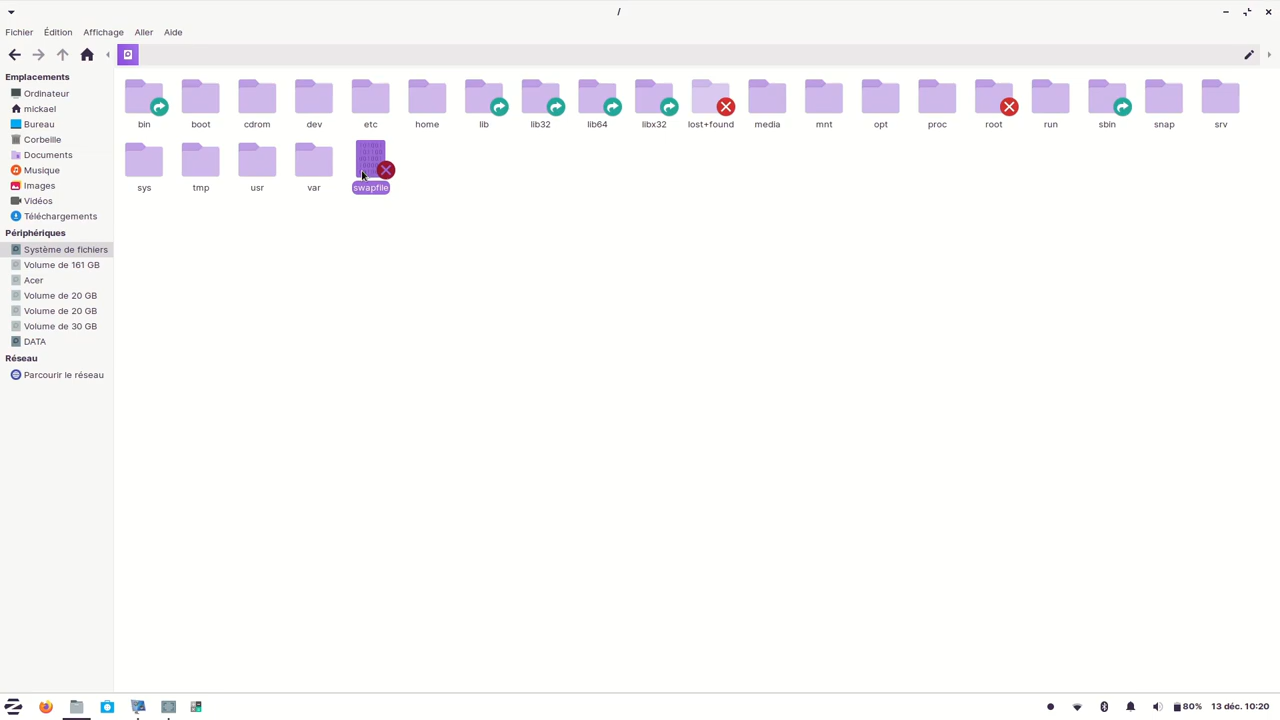 /
Fichier Édition Affichage Aller Aide
Emplacements
Ordinateur
mickael
Bureau
Corbeille
Documents
Musique
Images
Vidéos
Téléchargements
Périphériques
Système de fichiers
Volume de 161 GB
Acer
Volume de 20 GB
Volume de 20 GB
Volume de 30 GB
DATA
Réseau
Parcourir le réseau
bin boot cdrom dev etc home lib lib32 lib64 libx32 lost+found media mnt opt proc root run sbin snap srv
sys tmp usr var swapfile
80% 13 déc. 10:20